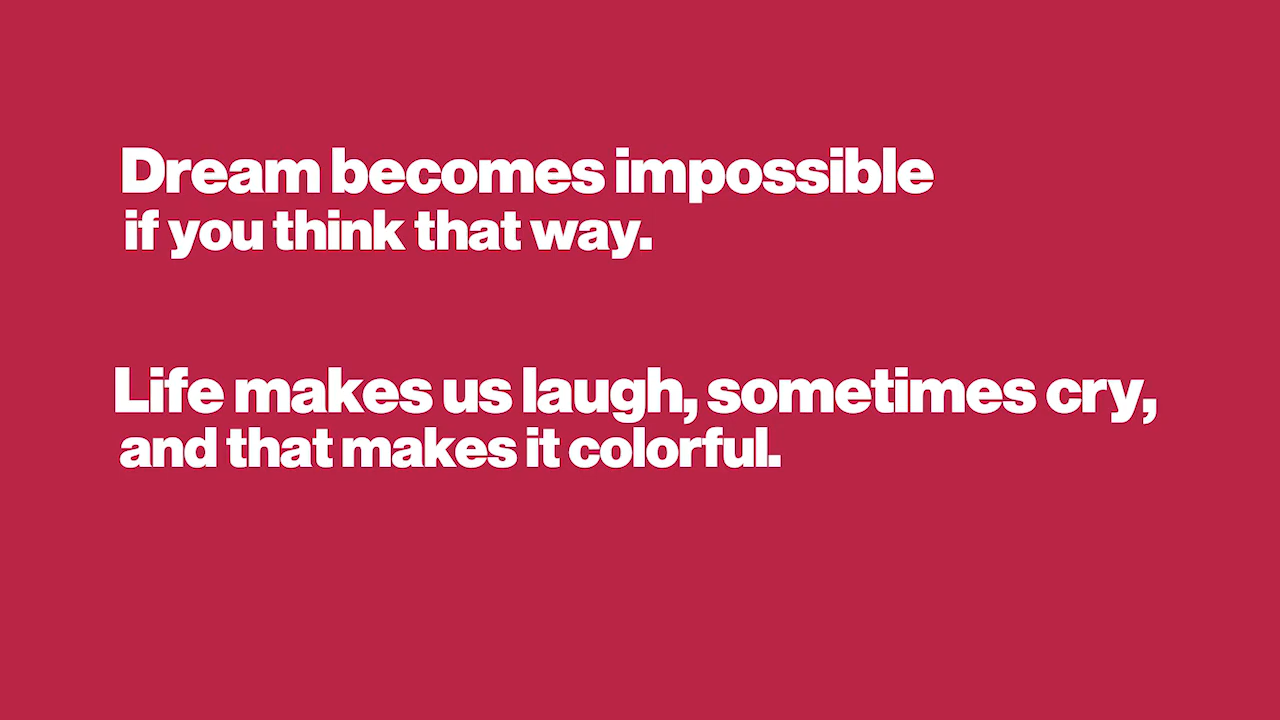 Dream becomes impossible
if you think that way.
Life makes us laugh, sometimes cry,
and that makes it colorful.